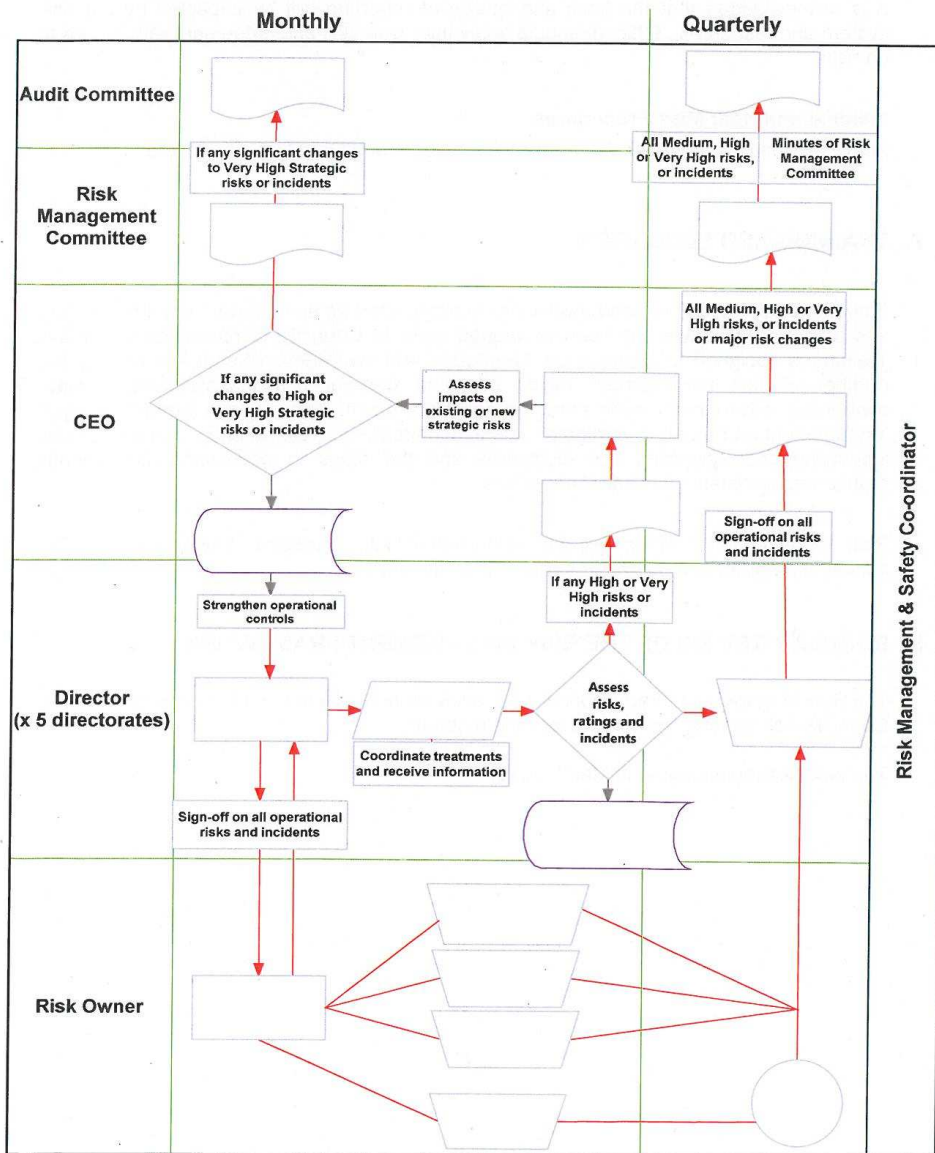 Monthly
Quarterly
Audit Committee
If any significant changes
to Very High Strategic
risks or incidents
All Medium, High
or Very High risks,
or incidents
Minutes of Risk
Management
Committee
Risk
Management
Committee
All Medium, High or Very
High risks, or incidents
or major risk changes
CEO
If any significant
changes to High or
Very High Strategic
risks or incidents
Assess
impacts on
existing or new
strategic risks
Sign-off on all
operational risks
and incidents
Strengthen operational
controls
If any High or Very
High risks or
incidents
Director
(x 5 directorates)
Assess
risks,
ratings and
incidents
Coordinate treatments
and receive information
Sign-off on all operational
risks and incidents
Risk Owner
Risk Management & Safety Co-ordinator